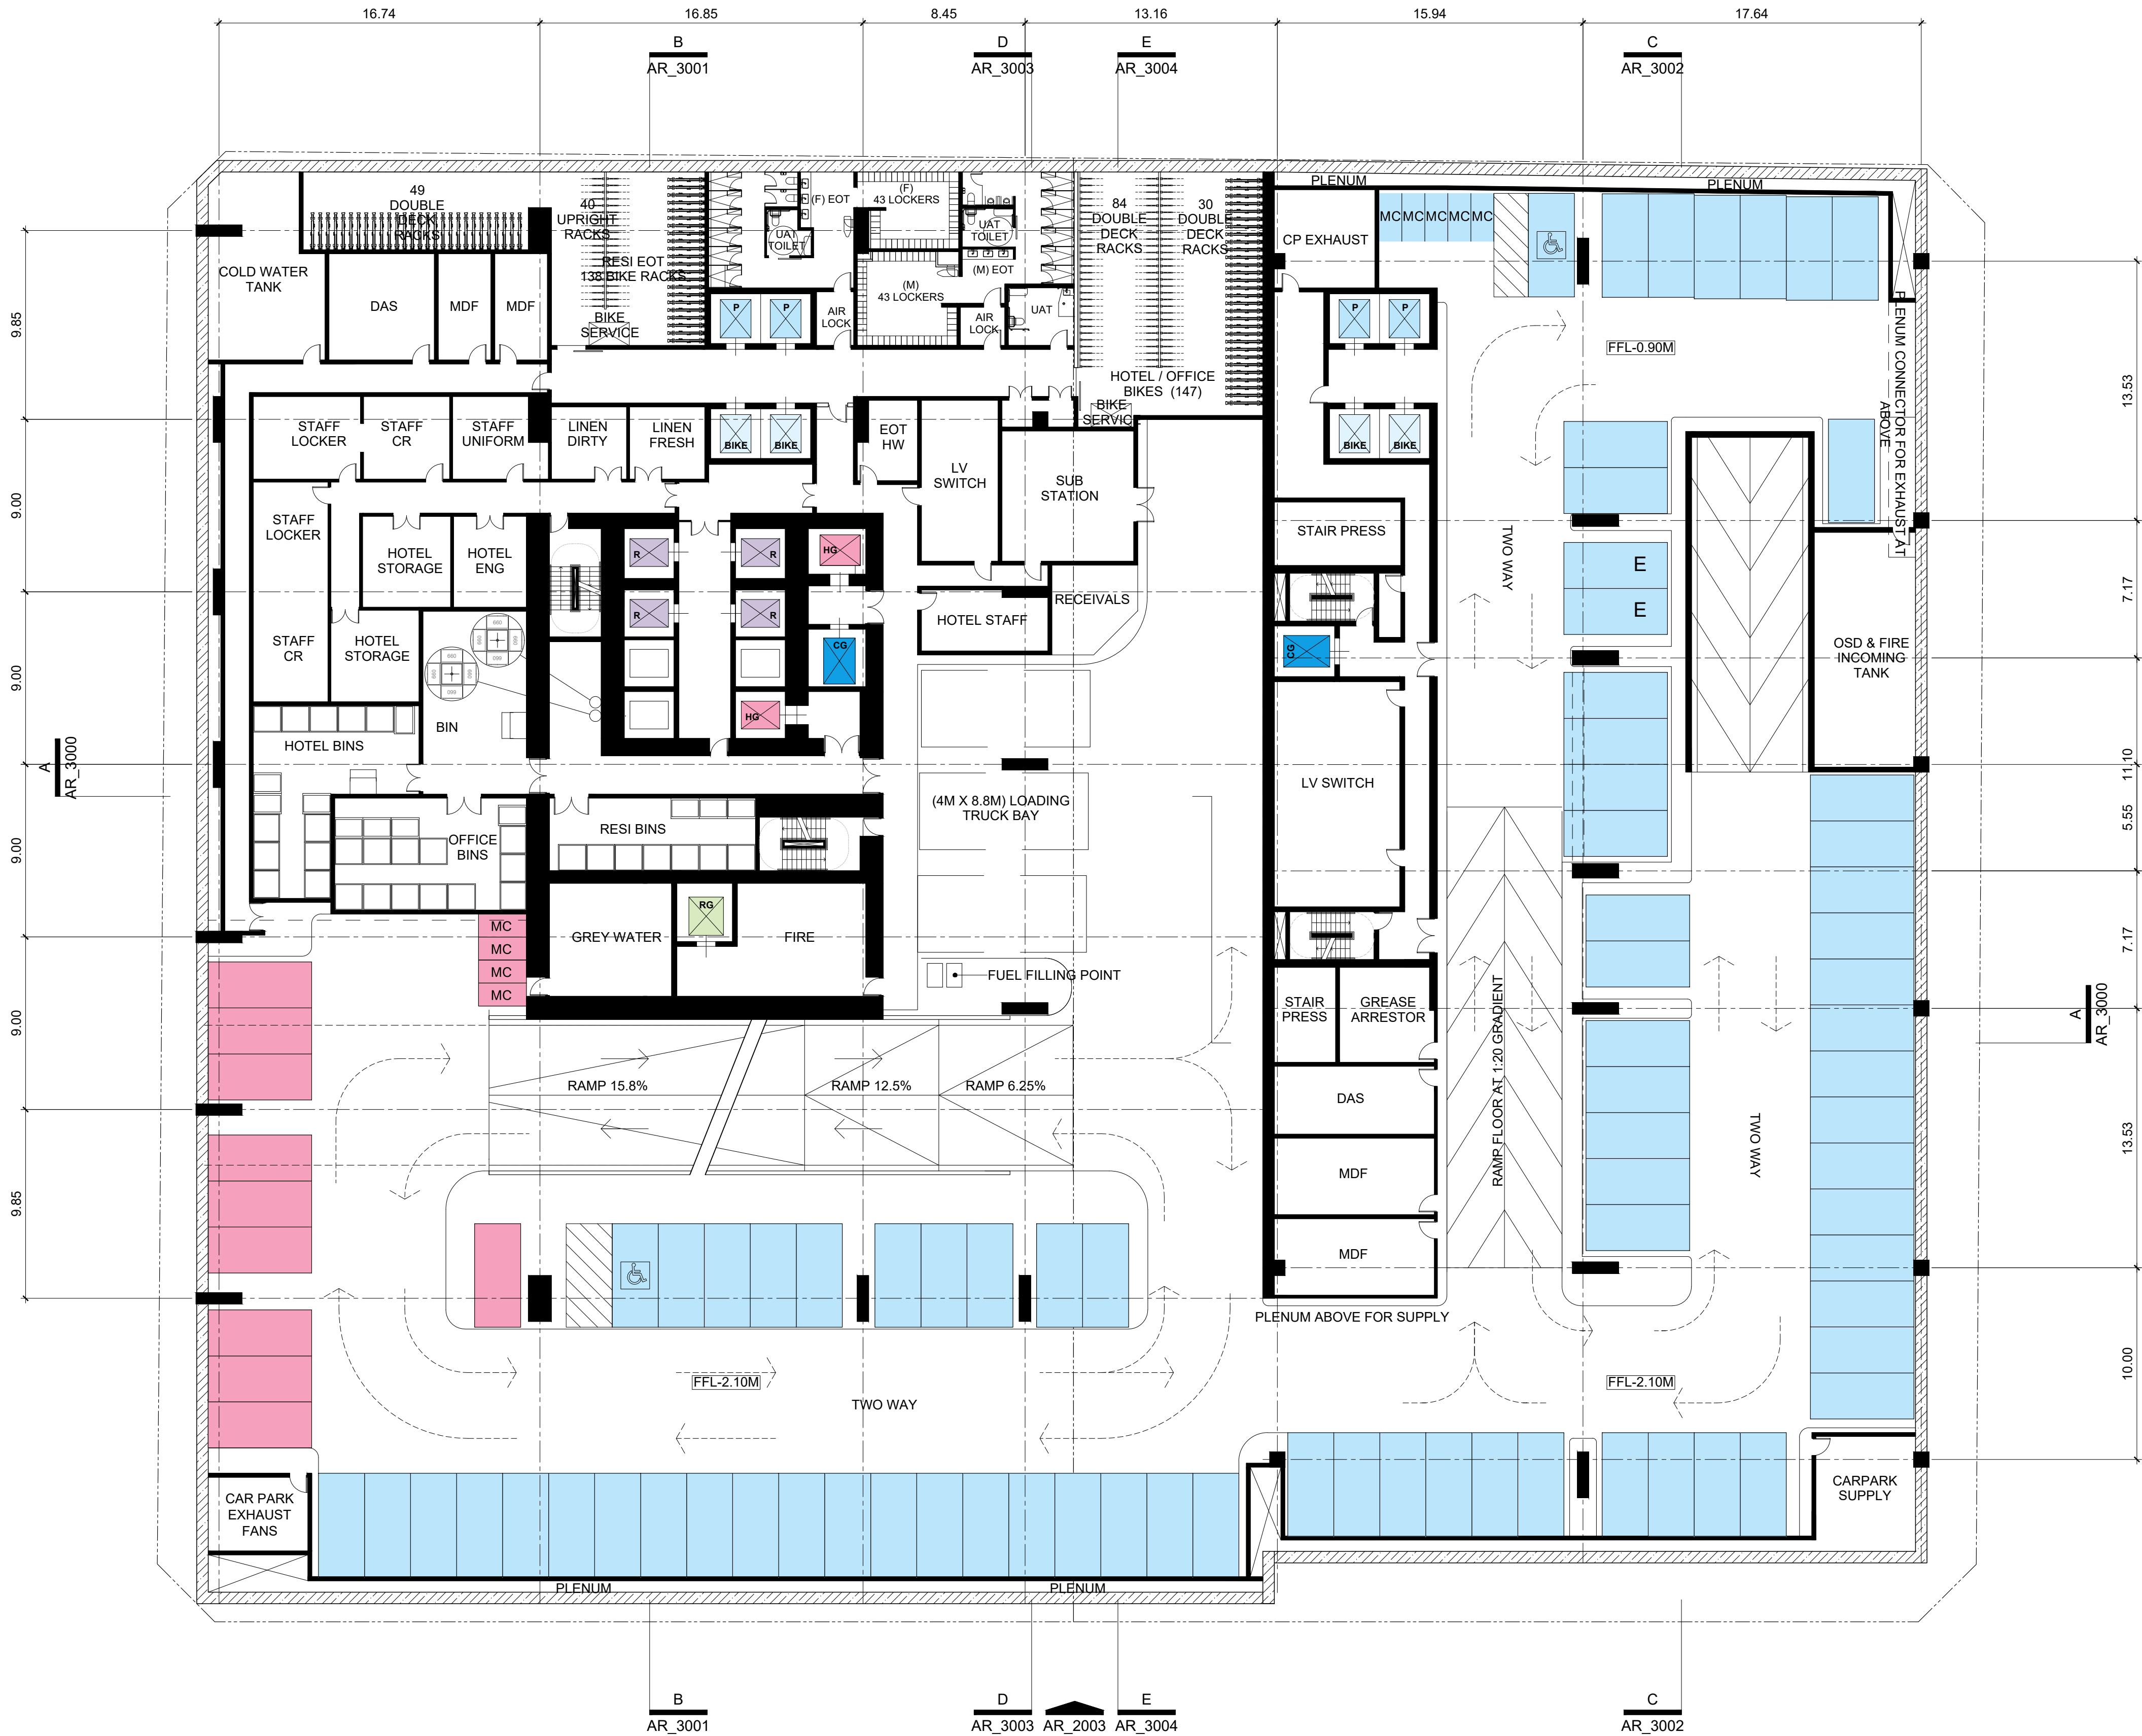 16.74
16.85
8.45
13.16
15.94
17.64
B
AR_3001
D
AR_3003
E
AR_3004
C
AR_3002
PLENUM
PLENUM
49
DOUBLE
DECK
RACKS
40
UPRIGHT
RACKS
RESI EOT
138 BIKE RACKS
BIKE
SERVICE
(F) EOT
UAT
TOILET
(F)
43 LOCKERS
UAT
TOILET
(M) EOT
(M)
43 LOCKERS
AIR
LOCK
AIR
LOCK
UAT
84
DOUBLE
DECK
RACKS
30
DOUBLE
DECK
RACKS
HOTEL / OFFICE
BIKES (147)
BIKE
SERVICE
CP EXHAUST
MC
MC
MC
MC
MC
COLD WATER
TANK
DAS
MDF
MDF
P
P
P
P
FFL-0.90M
PLENUM CONNECTOR FOR EXHAUST AT
ABOVE
9.85
9.00
9.00
9.00
9.00
9.85
13.53
7.17
11.10
5.55
7.17
13.53
10.00
STAFF
LOCKER
STAFF
CR
STAFF
UNIFORM
LINEN
DIRTY
LINEN
FRESH
BIKE
BIKE
BIKE
BIKE
EOT
HW
LV
SWITCH
SUB
STATION
STAFF
LOCKER
HOTEL
STORAGE
HOTEL
ENG
R
R
HG
R
R
CG
HG
STAIR PRESS
TWO WAY
E
E
RECEIVALS
HOTEL STAFF
STAFF
CR
HOTEL
STORAGE
660
660
660
660
660
660
660
660
BIN
CG
OSD & FIRE
INCOMING
TANK
HOTEL BINS
A
AR_3000
OFFICE
BINS
RESI BINS
(4M X 8.8M) LOADING
TRUCK BAY
LV SWITCH
MC
MC
MC
MC
GREY WATER
RG
FIRE
FUEL FILLING POINT
STAIR
PRESS
GREASE
ARRESTOR
A
AR_3000
RAMP 15.8%
RAMP 12.5%
RAMP 6.25%
DAS
RAMP FLOOR AT 1:20 GRADIENT
TWO WAY
MDF
MDF
PLENUM ABOVE FOR SUPPLY
FFL-2.10M
TWO WAY
FFL-2.10M
CAR PARK
EXHAUST
FANS
CARPARK
SUPPLY
PLENUM
PLENUM
B
AR_3001
D
AR_3003
AR_2003
E
AR_3004
C
AR_3002